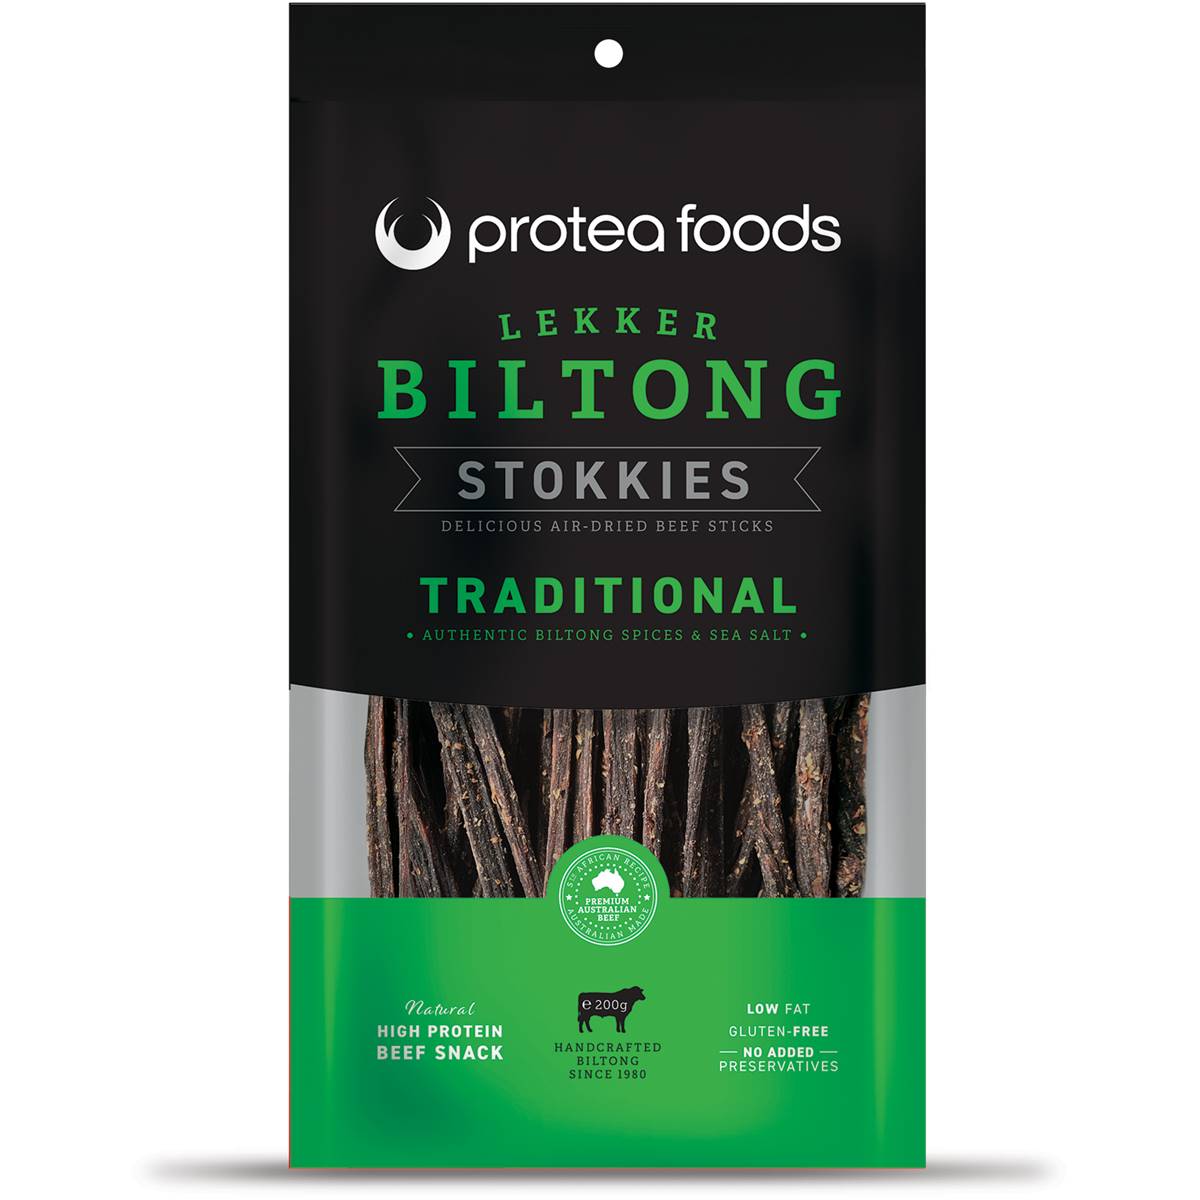 protea foods
LEKKER
BILTONG
STOKKIES
DELICIOUS AIR-DRIED BEEF STICKS
TRADITIONAL
• AUTHENTIC BILTONG SPICES & SEA SALT •
STH AFRICAN RECIPE
PREMIUM
AUSTRALIAN
BEEF
AUSTRALIAN MADE
Natural
HIGH PROTEIN
BEEF SNACK
℮ 200g
HANDCRAFTED
BILTONG
SINCE 1980
LOW FAT
GLUTEN-FREE
NO ADDED
PRESERVATIVES